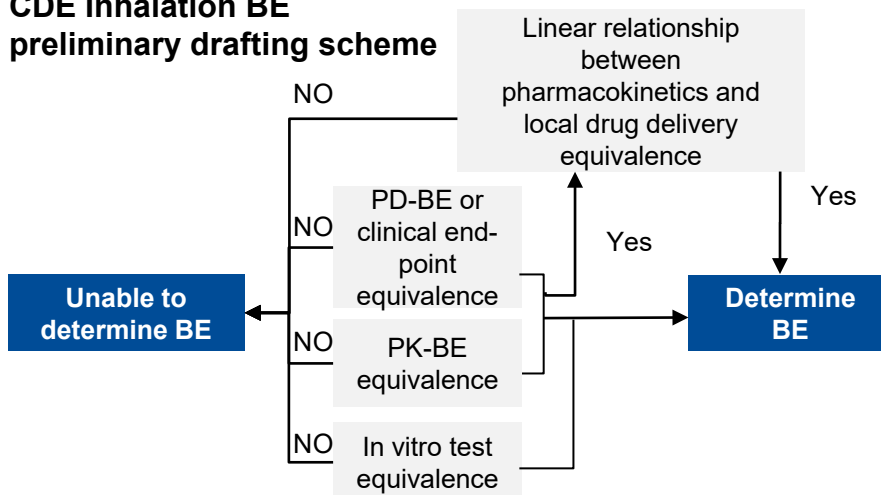 CDE Inhalation BE
preliminary drafting scheme
Linear relationship
between
pharmacokinetics and
local drug delivery
equivalence
NO
Yes
PD-BE or
clinical end-
point
equivalence
NO
Yes
Unable to
determine BE
Determine
BE
NO
PK-BE
equivalence
NO
In vitro test
equivalence